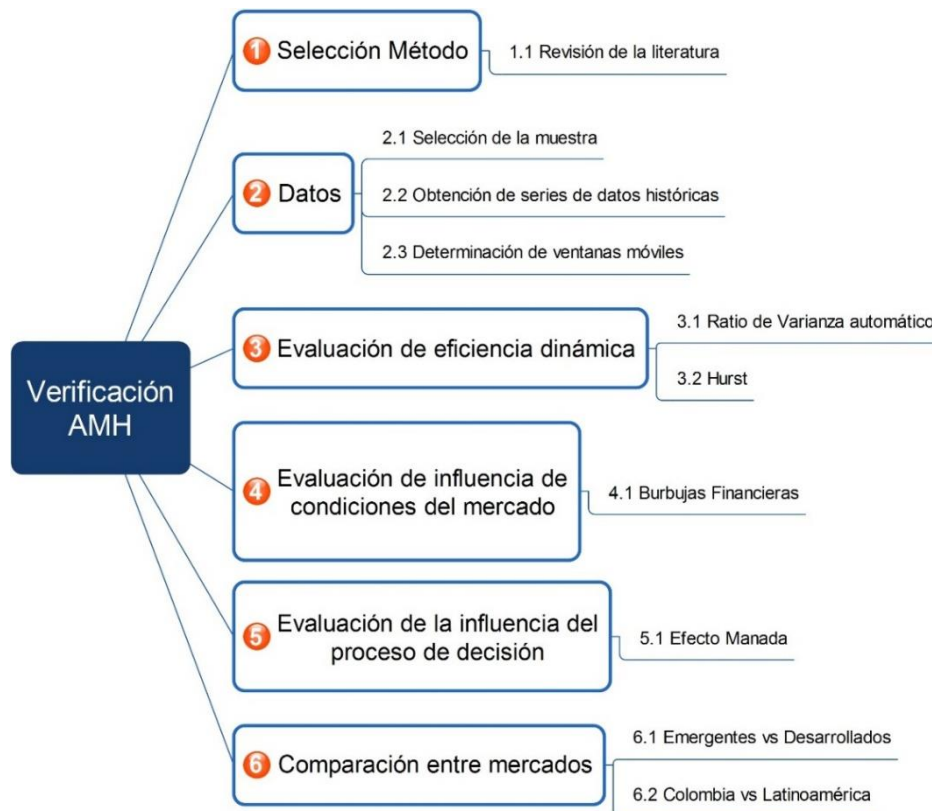 Verificación
AMH
1 Selección Método
1.1 Revisión de la literatura
2 Datos
2.1 Selección de la muestra
2.2 Obtención de series de datos históricas
2.3 Determinación de ventanas móviles
3 Evaluación de eficiencia dinámica
3.1 Ratio de Varianza automático
3.2 Hurst
4 Evaluación de influencia de
condiciones del mercado
4.1 Burbujas Financieras
5 Evaluación de la influencia del
proceso de decisión
5.1 Efecto Manada
6 Comparación entre mercados
6.1 Emergentes vs Desarrollados
6.2 Colombia vs Latinoamérica